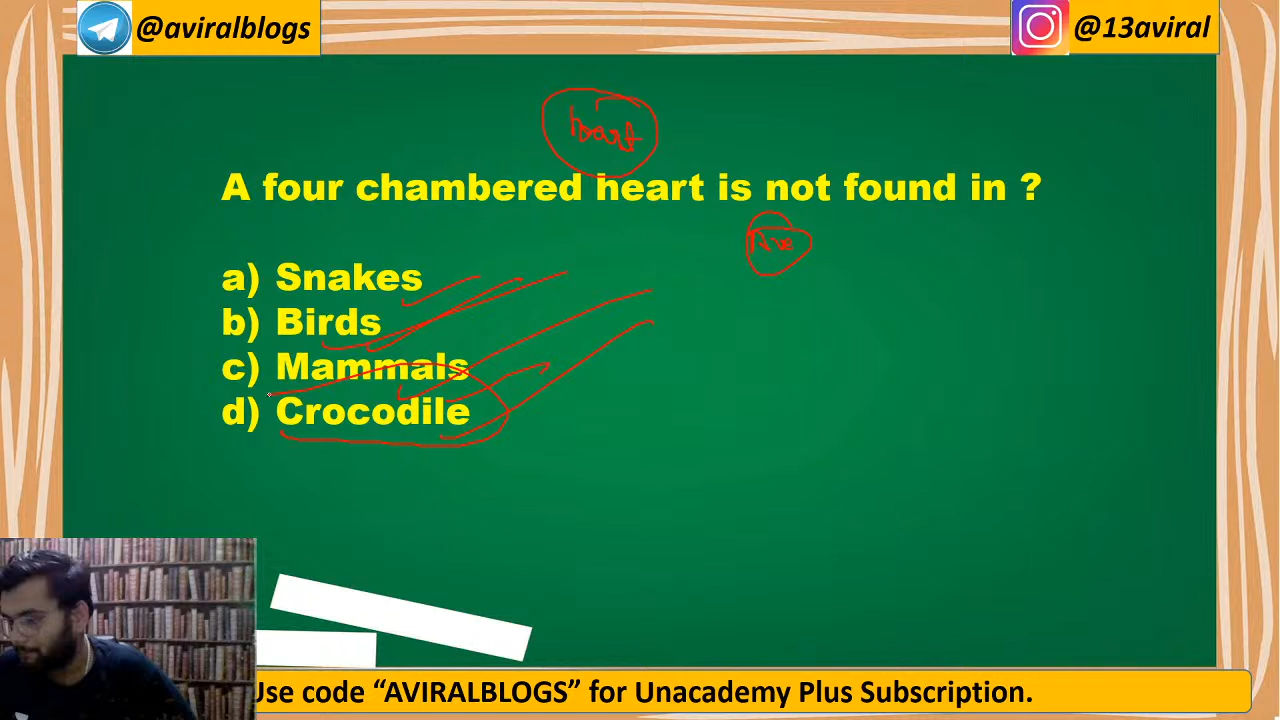 @aviralblogs
@13aviral
heart
A four chambered heart is not found in ?
a) Snakes
b) Birds
c) Mammals
d) Crocodile
Use code “AVIRALBLOGS” for Unacademy Plus Subscription.